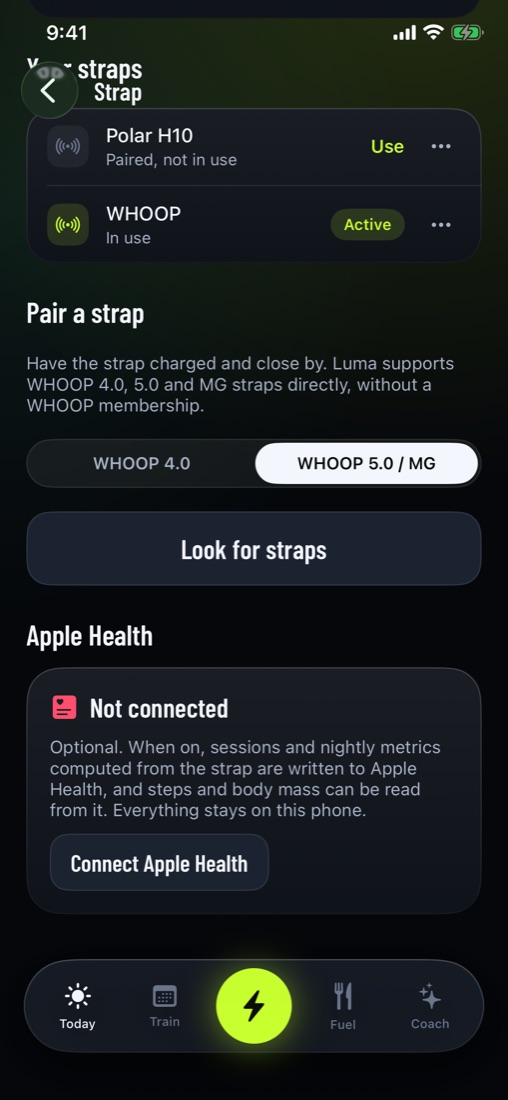 9:41
straps
Strap
Polar H10
Paired, not in use
Use
WHOOP
In use
Active
Pair a strap
Have the strap charged and close by. Luma supports
WHOOP 4.0, 5.0 and MG straps directly, without a
WHOOP membership.
WHOOP 4.0
WHOOP 5.0 / MG
Look for straps
Apple Health
Not connected
Optional. When on, sessions and nightly metrics
computed from the strap are written to Apple
Health, and steps and body mass can be read
from it. Everything stays on this phone.
Connect Apple Health
Today
Train
Fuel
Coach